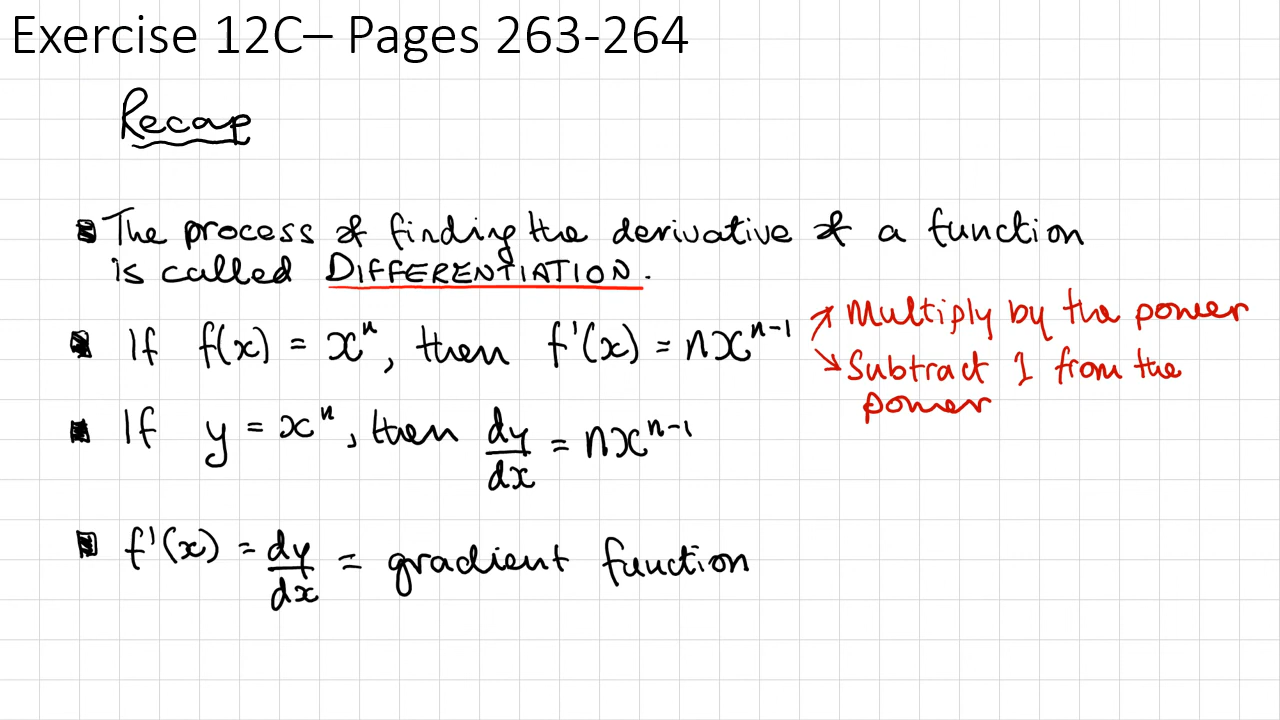 Exercise 12C– Pages 263-264
Recap
The process of finding the derivative of a function
is called DIFFERENTIATION.
If f(x) = xⁿ, then f'(x) = nxⁿ⁻¹
Multiply by the power
Subtract 1 from the
power
If y = xⁿ, then dy/dx = nxⁿ⁻¹
f'(x) = dy/dx = gradient function